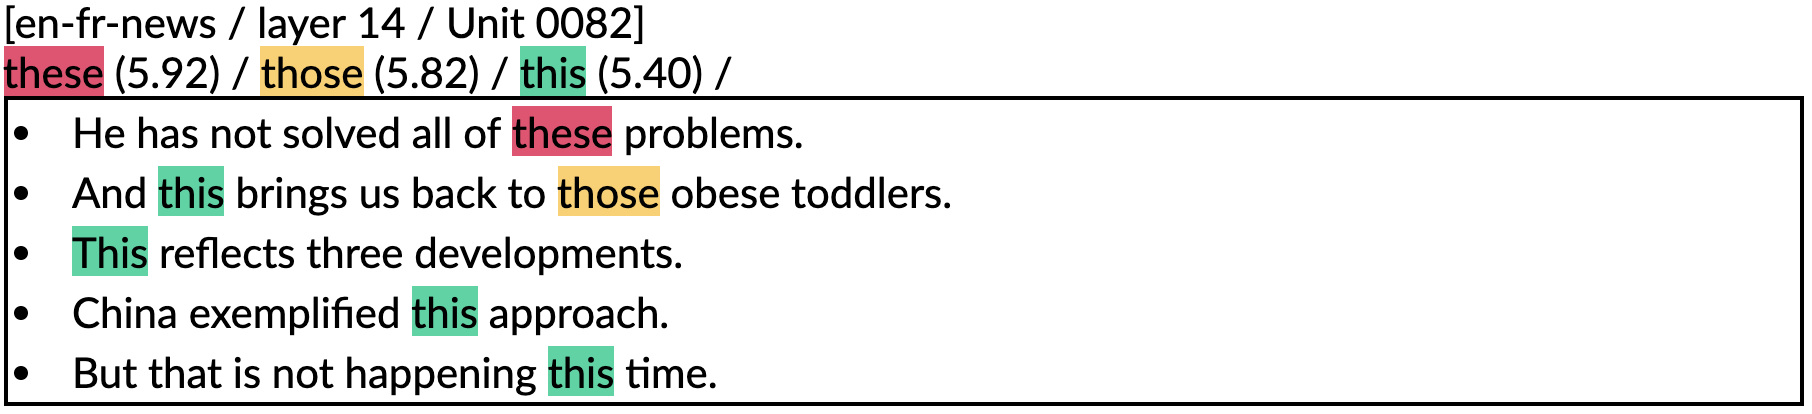 [en-fr-news / layer 14 / Unit 0082]
these (5.92) / those (5.82) / this (5.40) /
• He has not solved all of these problems.
• And this brings us back to those obese toddlers.
• This reflects three developments.
• China exemplified this approach.
• But that is not happening this time.